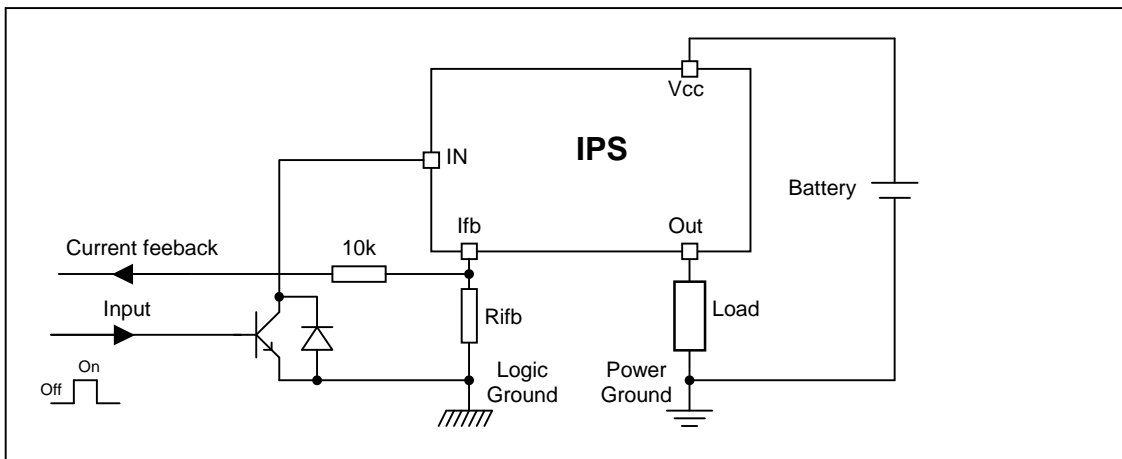 Vcc
IPS
IN
Battery
Ifb
Out
Current feeback
10k
Input
Rifb
Load
On
Off
Logic
Ground
Power
Ground